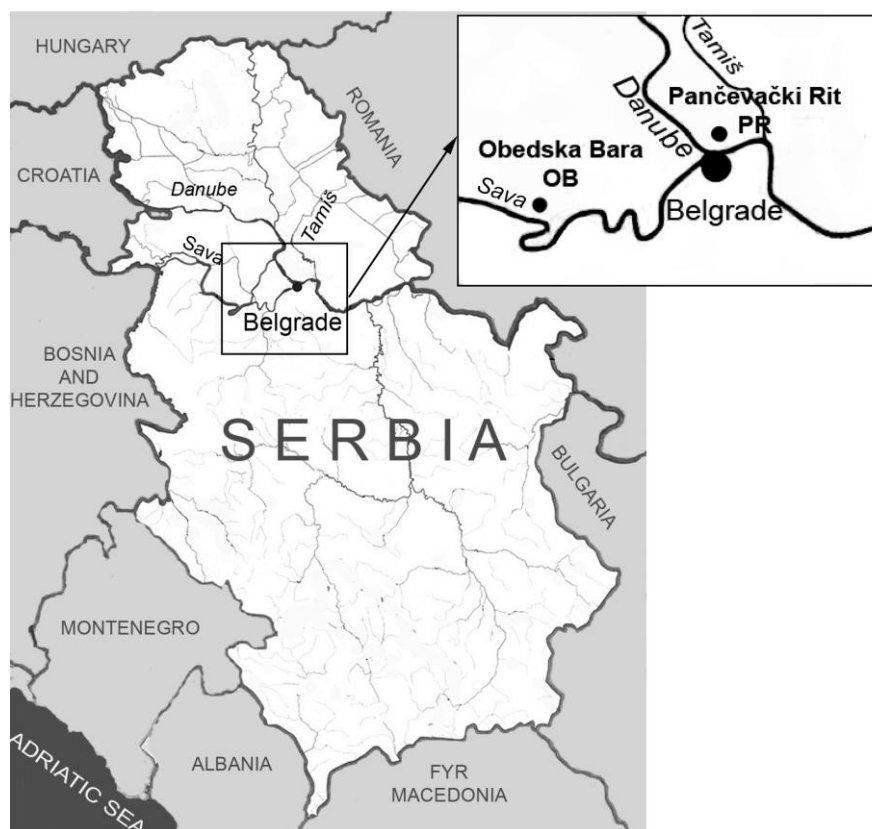 HUNGARY
ROMANIA
CROATIA
Danube
Tamiš
Sava
Belgrade
BOSNIA
AND
HERZEGOVINA
SERBIA
BULGARIA
MONTENEGRO
ALBANIA
FYR
MACEDONIA
ADRIATIC SEA
Tamiš
Danube
Pančevački Rit
PR
Obedska Bara
OB
Sava
Belgrade